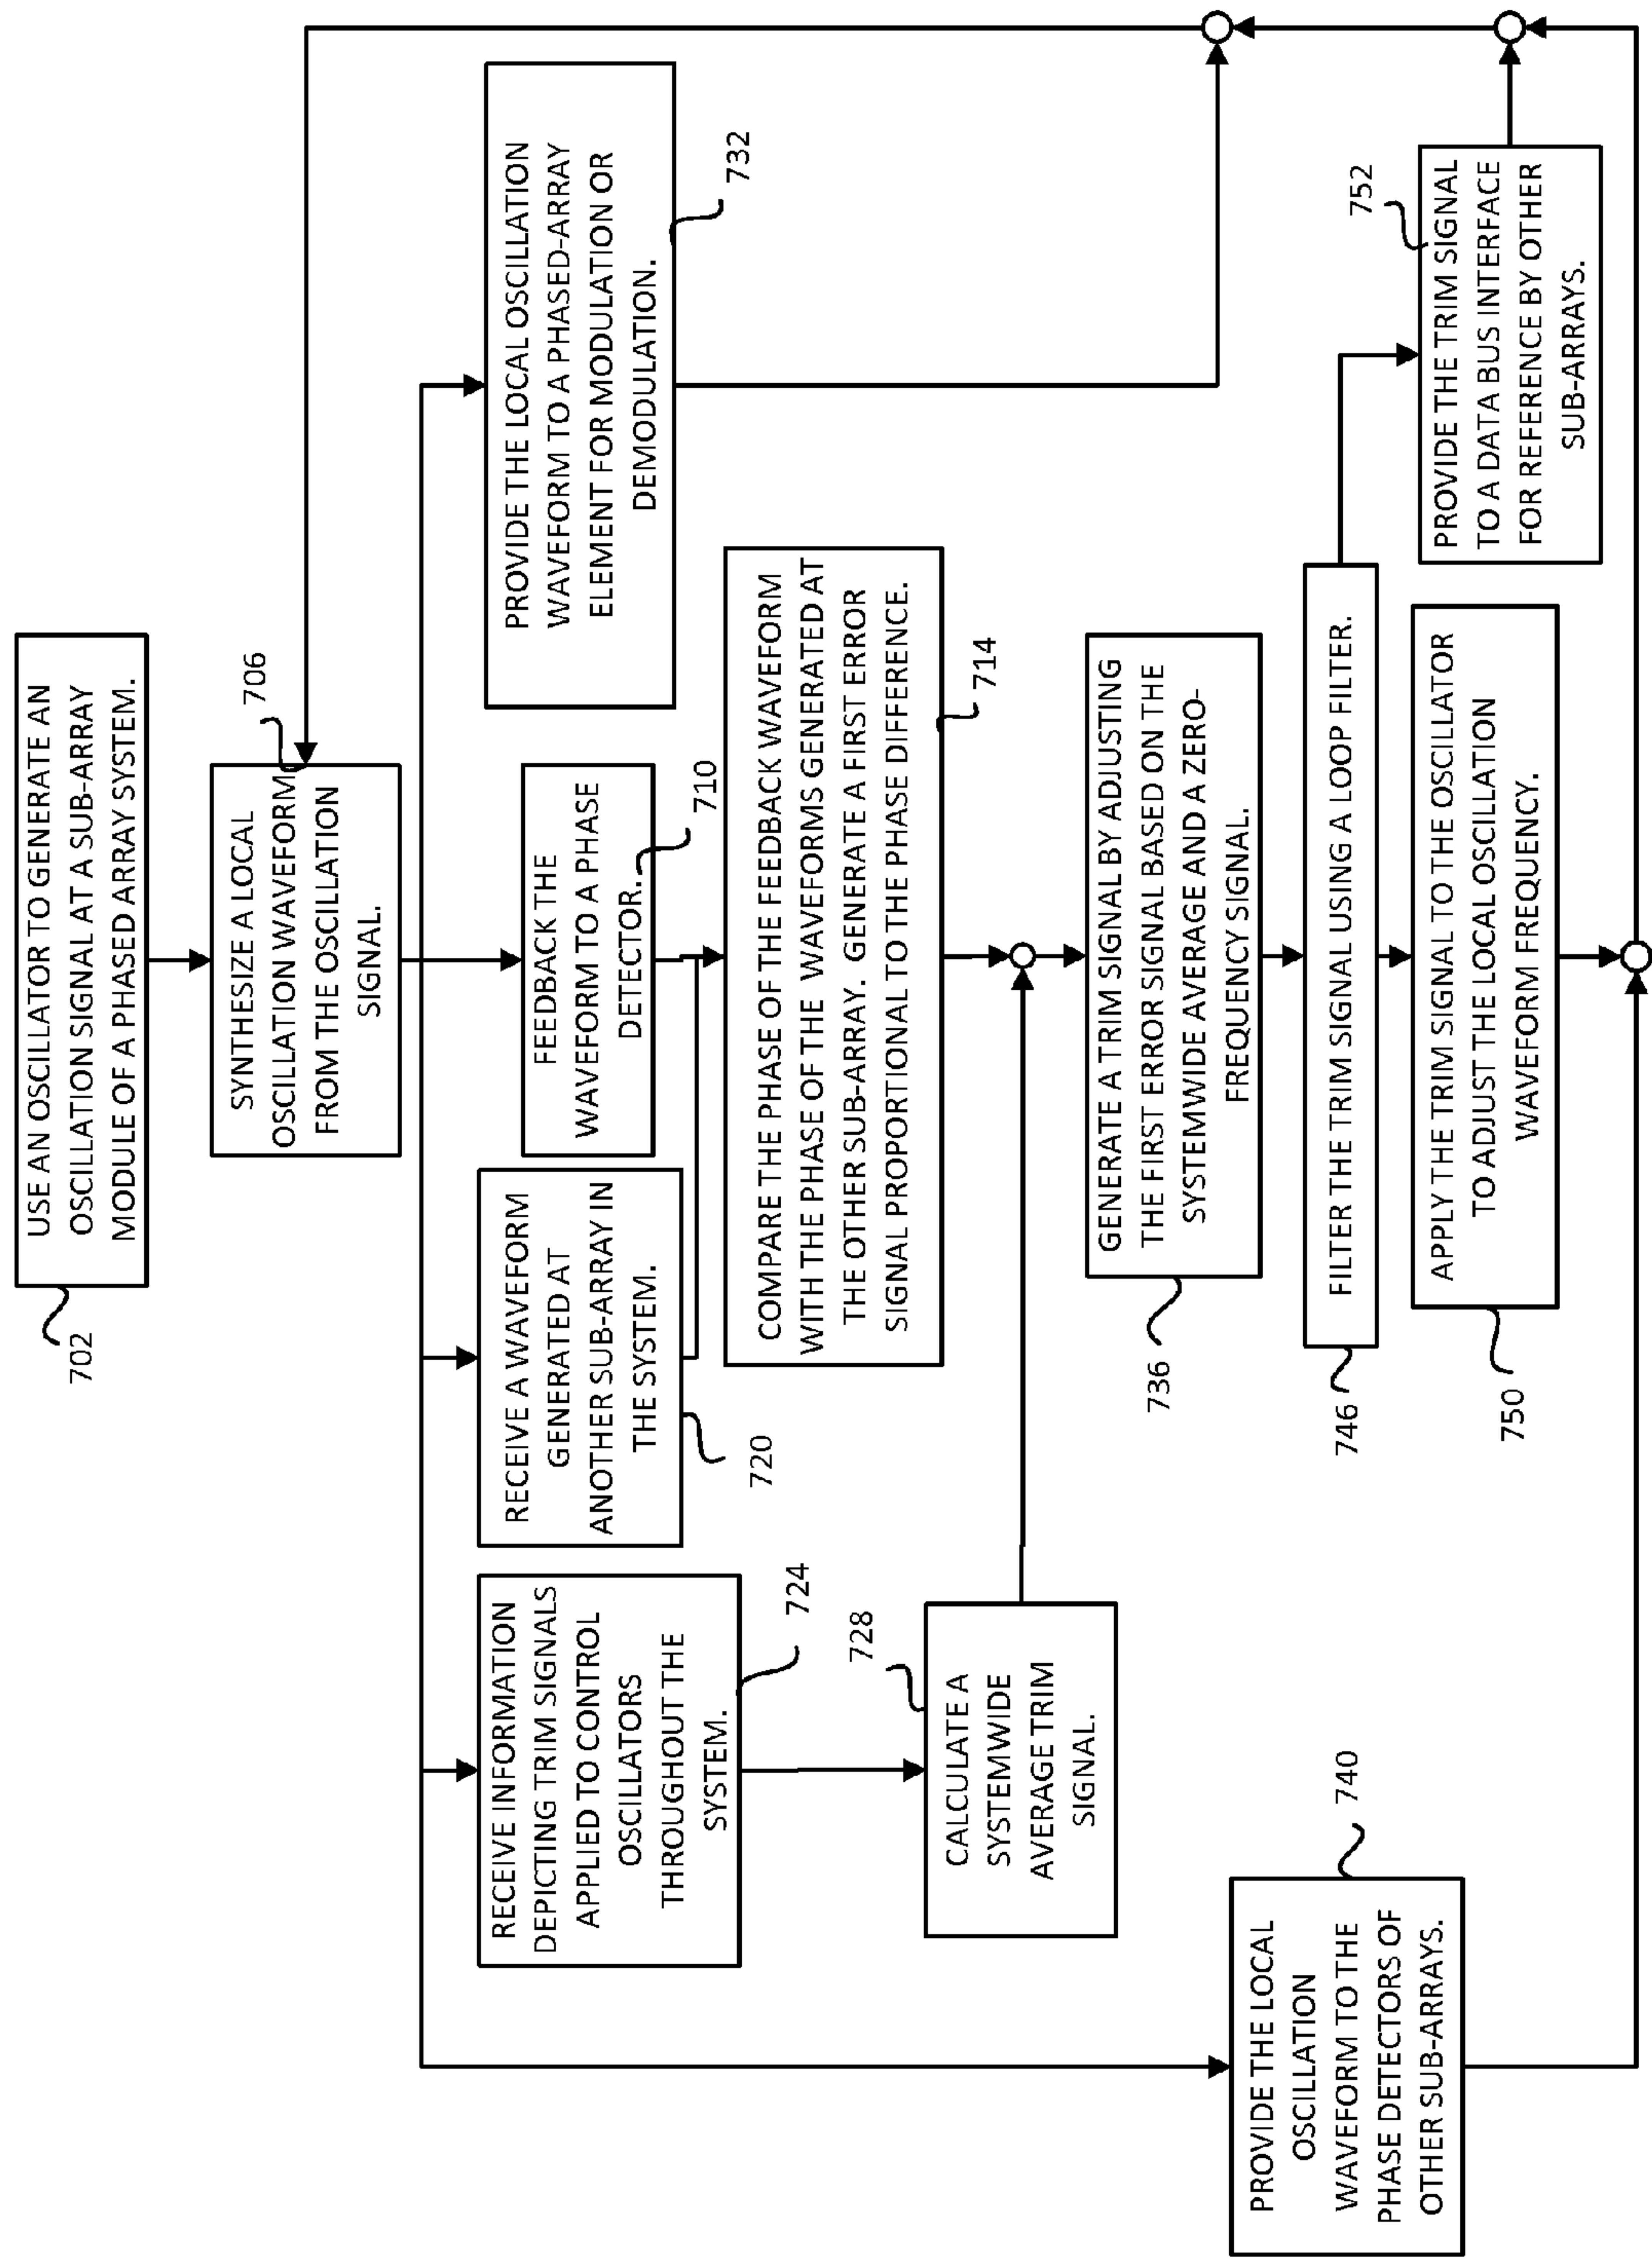 USE AN OSCILLATOR TO GENERATE AN
OSCILLATION SIGNAL AT A SUB-ARRAY
MODULE OF A PHASED ARRAY SYSTEM.
702
SYNTHESIZE A LOCAL
OSCILLATION WAVEFORM
FROM THE OSCILLATION
SIGNAL.
706
RECEIVE INFORMATION
DEPICTING TRIM SIGNALS
APPLIED TO CONTROL
OSCILLATORS
THROUGHOUT THE
SYSTEM.
724
RECEIVE A WAVEFORM
GENERATED AT
ANOTHER SUB-ARRAY IN
THE SYSTEM.
720
FEEDBACK THE
WAVEFORM TO A PHASE
DETECTOR.
710
PROVIDE THE LOCAL OSCILLATION
WAVEFORM TO A PHASED-ARRAY
ELEMENT FOR MODULATION OR
DEMODULATION.
732
COMPARE THE PHASE OF THE FEEDBACK WAVEFORM
WITH THE PHASE OF THE WAVEFORMS GENERATED AT
THE OTHER SUB-ARRAY. GENERATE A FIRST ERROR
SIGNAL PROPORTIONAL TO THE PHASE DIFFERENCE.
714
CALCULATE A
SYSTEMWIDE
AVERAGE TRIM
SIGNAL.
728
GENERATE A TRIM SIGNAL BY ADJUSTING
THE FIRST ERROR SIGNAL BASED ON THE
SYSTEMWIDE AVERAGE AND A ZERO-
FREQUENCY SIGNAL.
736
PROVIDE THE LOCAL
OSCILLATION
WAVEFORM TO THE
PHASE DETECTORS OF
OTHER SUB-ARRAYS.
740
FILTER THE TRIM SIGNAL USING A LOOP FILTER.
746
APPLY THE TRIM SIGNAL TO THE OSCILLATOR
TO ADJUST THE LOCAL OSCILLATION
WAVEFORM FREQUENCY.
750
PROVIDE THE TRIM SIGNAL
TO A DATA BUS INTERFACE
FOR REFERENCE BY OTHER
SUB-ARRAYS.
752